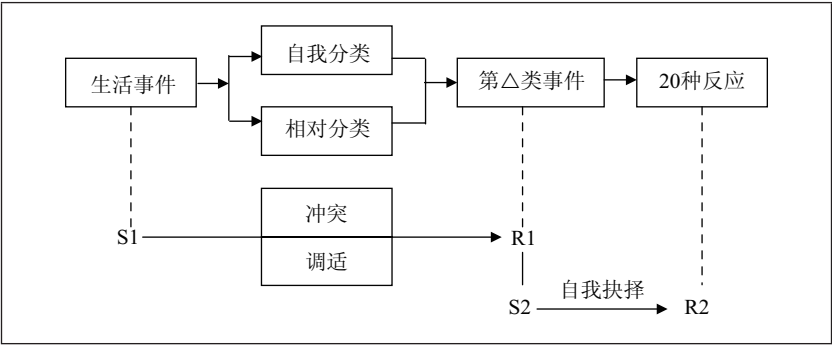 自我分类
生活事件
第△类事件
20种反应
相对分类
冲突
S1
R1
调适
自我抉择
S2
R2